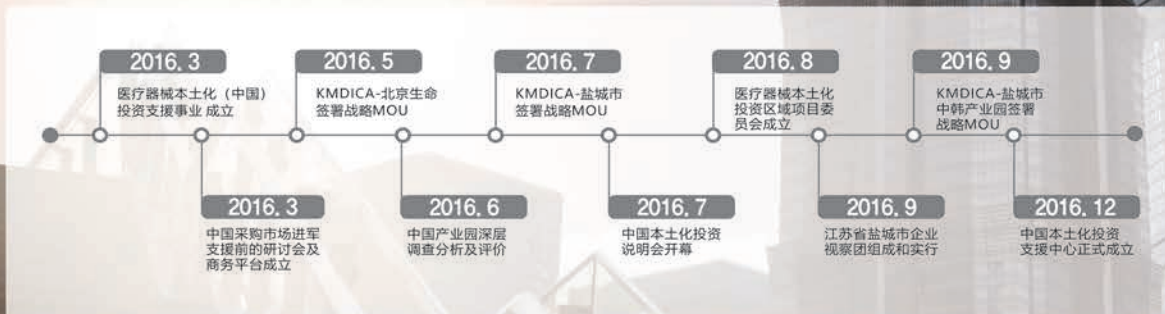 2016. 3
医疗器械本土化（中国）
投资支援事业 成立
2016. 3
中国采购市场进军
支援前的研讨会及
商务平台成立
2016. 5
KMDICA-北京生命
签署战略MOU
2016. 6
中国产业园深层
调查分析及评价
2016. 7
KMDICA-盐城市
签署战略MOU
2016. 7
中国本土化投资
说明会开幕
2016. 8
医疗器械本土化
投资区域项目委
员会成立
2016. 9
江苏省盐城市企业
视察团组成和实行
2016. 9
KMDICA-盐城市
中韩产业园签署
战略MOU
2016. 12
中国本土化投资
支援中心正式成立